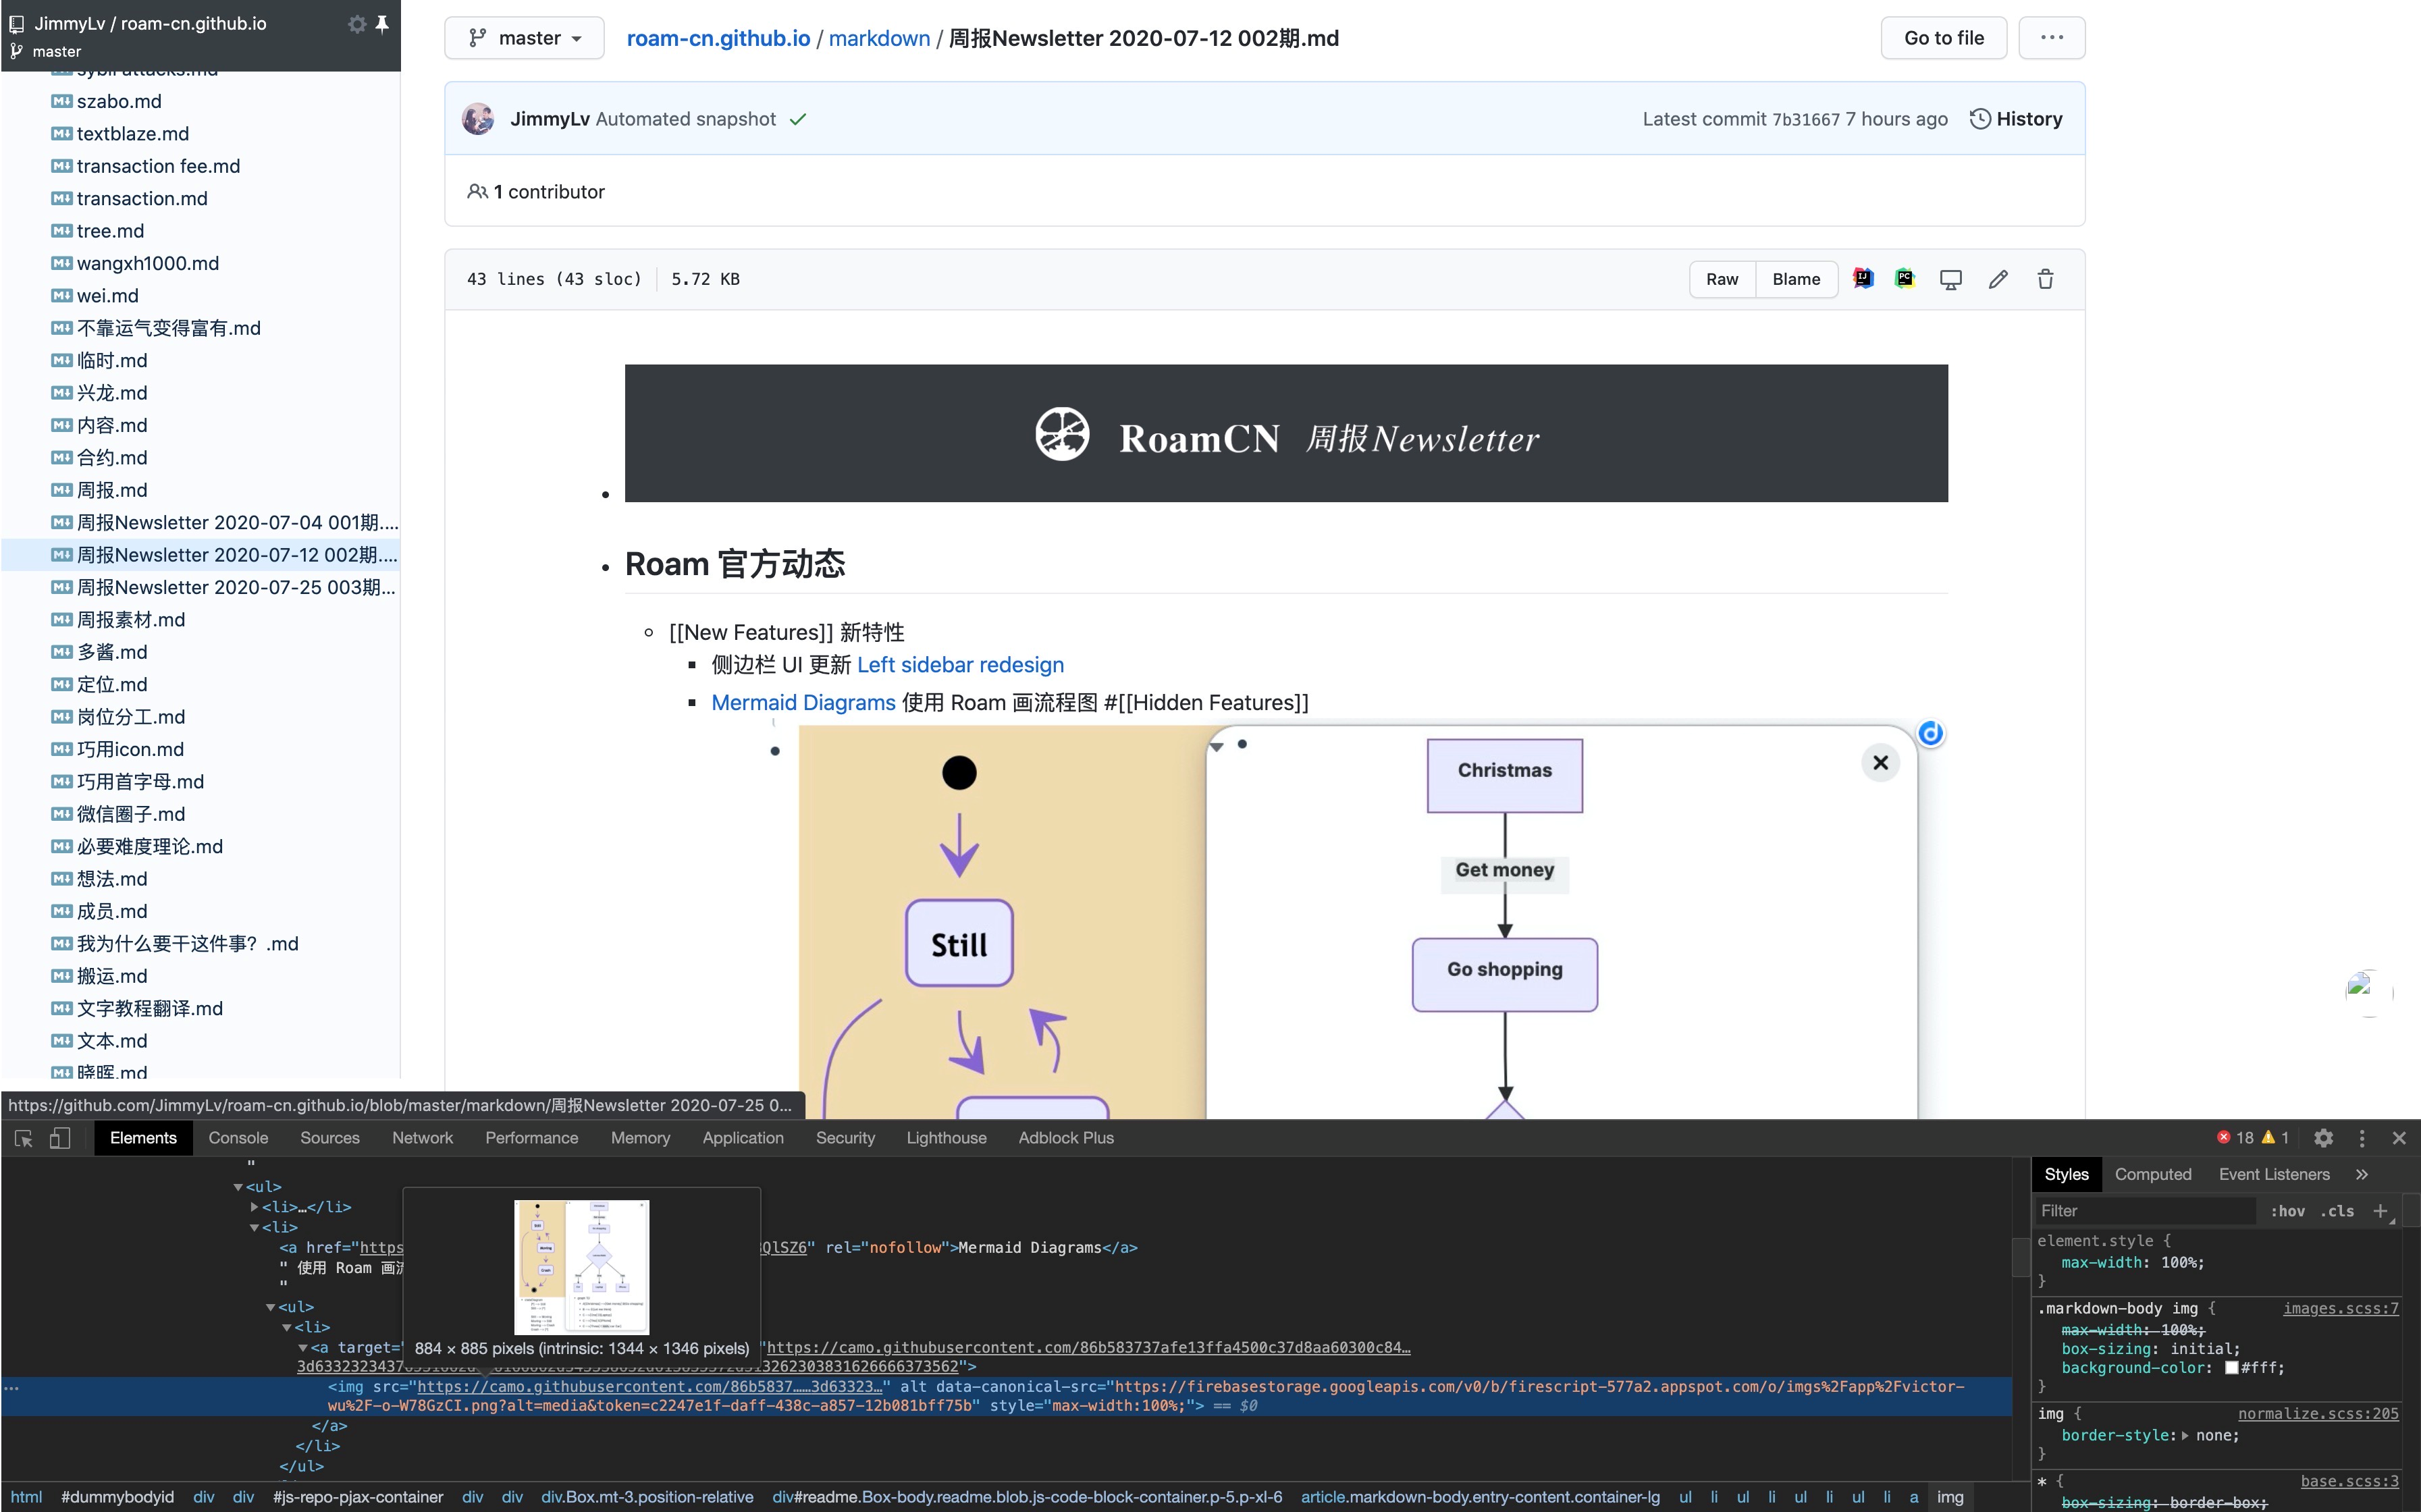 JimmyLv / roam-cn.github.io
master
sybil attacks.md
szabo.md
textblaze.md
transaction fee.md
transaction.md
tree.md
wangxh1000.md
wei.md
不靠运气变得富有.md
临时.md
兴龙.md
内容.md
合约.md
周报.md
周报Newsletter 2020-07-04 001期....
周报Newsletter 2020-07-12 002期....
周报Newsletter 2020-07-25 003期...
周报素材.md
多酱.md
定位.md
岗位分工.md
巧用icon.md
巧用首字母.md
微信圈子.md
必要难度理论.md
想法.md
成员.md
我为什么要干这件事？.md
搬运.md
文字教程翻译.md
文本.md
晓晖.md
master
roam-cn.github.io / markdown / 周报Newsletter 2020-07-12 002期.md
Go to file
...
JimmyLv Automated snapshot
Latest commit 7b31667 7 hours ago
History
1 contributor
43 lines (43 sloc) 5.72 KB
Raw
Blame
RoamCN 周报Newsletter
Roam 官方动态
[[New Features]] 新特性
侧边栏 UI 更新 Left sidebar redesign
Mermaid Diagrams 使用 Roam 画流程图 #[[Hidden Features]]
Still
Christmas
Get money
Go shopping
https://github.com/JimmyLv/roam-cn.github.io/blob/master/markdown/周报Newsletter 2020-07-25 0...
Elements Console Sources Network Performance Memory Application Security Lighthouse Adblock Plus
18 1
"
<ul>
<li>…</li>
<li>
<a href="https
QlSZ6" rel="nofollow">Mermaid Diagrams</a>
" 使用 Roam 画流
"
<ul>
<li>
<a target="
"https://camo.githubusercontent.com/86b583737afe13ffa4500c37d8aa60300c84…
">
884 × 885 pixels (intrinsic: 1344 × 1346 pixels)
<img src="https://camo.githubusercontent.com/86b5837……3d63323…" alt data-canonical-src="https://firebasestorage.googleapis.com/v0/b/firescript-577a2.appspot.com/o/imgs%2Fapp%2Fvictor-
wu%2F-o-W78GzCI.png?alt=media&token=c2247e1f-daff-438c-a857-12b081bff75b" style="max-width:100%;"> == $0
</a>
</li>
</ul>
html #dummybodyid div div #js-repo-pjax-container div div div.Box.mt-3.position-relative div#readme.Box-body.readme.blob.js-code-block-container.p-5.p-xl-6 article.markdown-body.entry-content.container-lg ul li ul li ul li ul li a img
Styles Computed Event Listeners
Filter
:hov .cls +
element.style {
max-width: 100%;
}
.markdown-body img {
images.scss:7
max-width: 100%;
box-sizing: initial;
background-color: #fff;
}
img {
normalize.scss:205
border-style: none;
}
* {
base.scss:3
box-sizing: border-box;